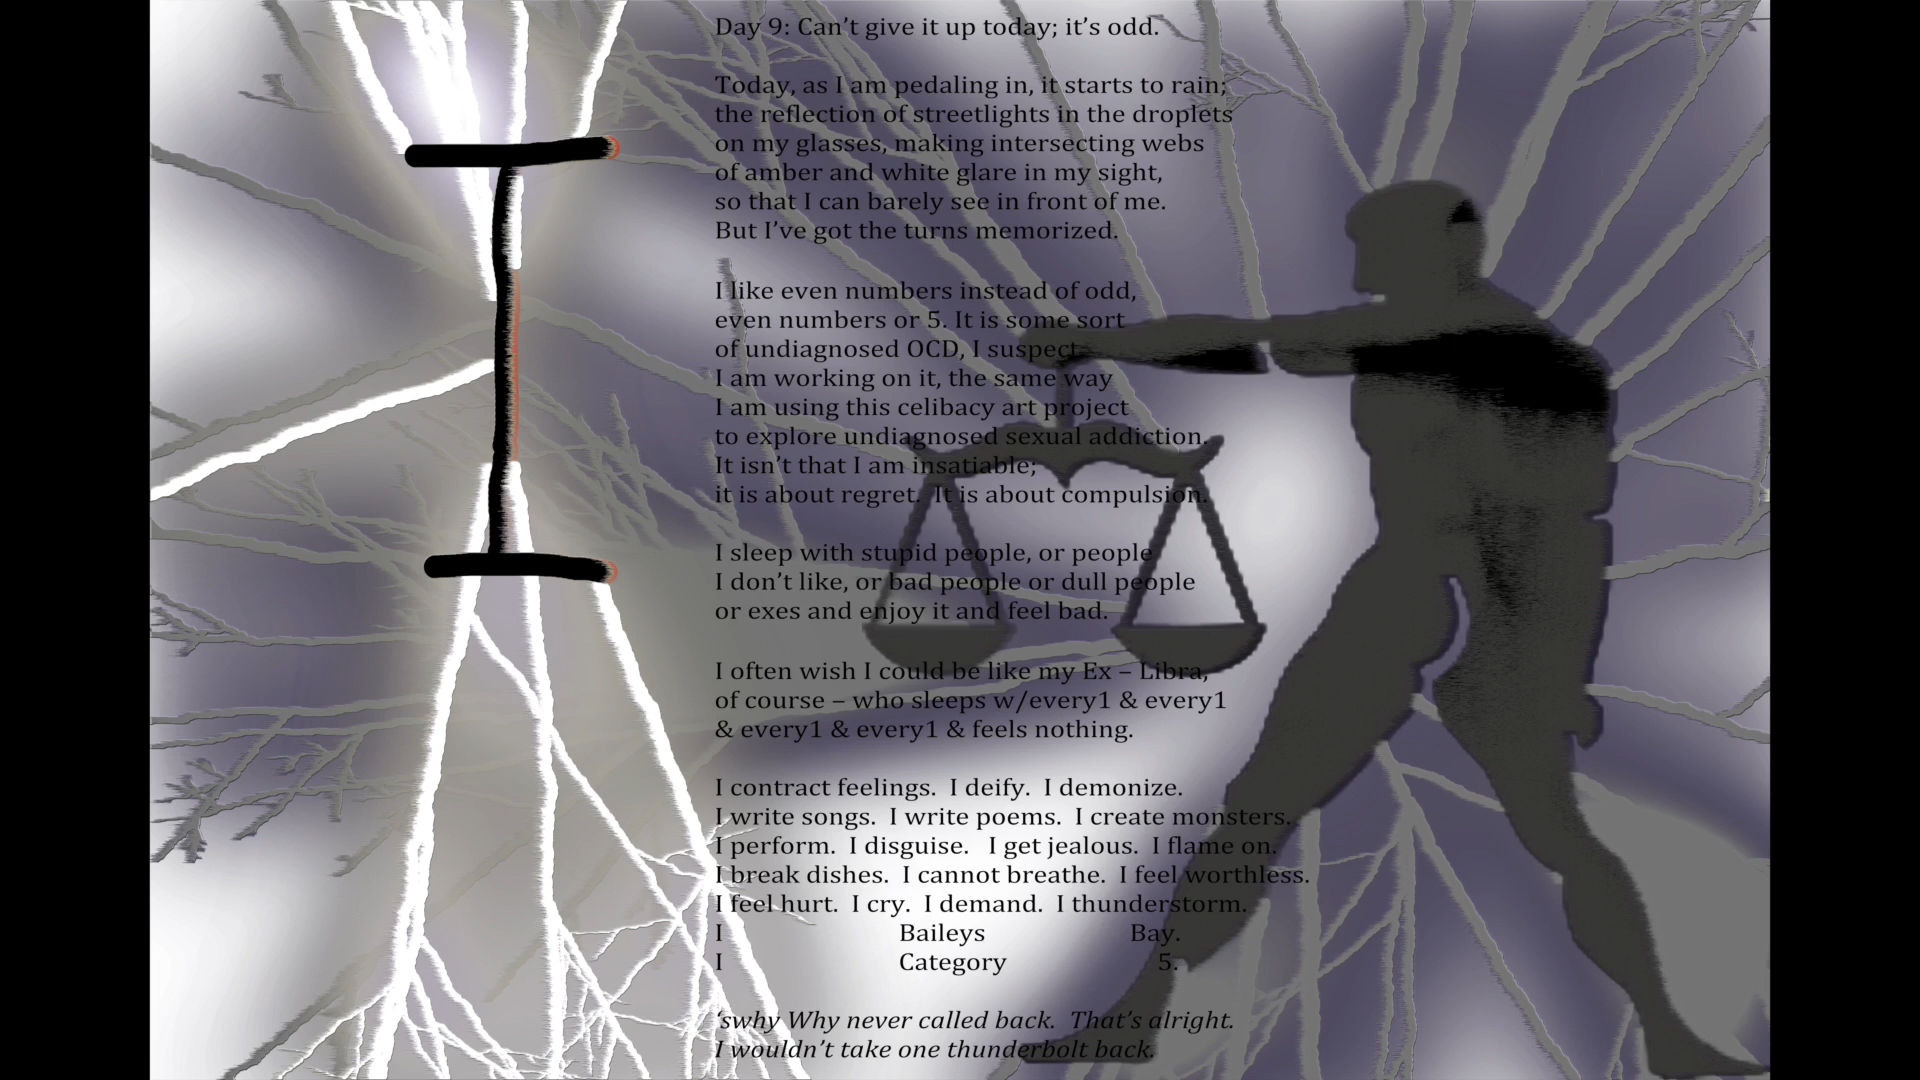 Day 9: Can’t give it up today; it’s odd.
Today, as I am pedaling in, it starts to rain;
the reflection of streetlights in the droplets
on my glasses, making intersecting webs
of amber and white glare in my sight,
so that I can barely see in front of me.
But I’ve got the turns memorized.
I like even numbers instead of odd,
even numbers or 5. It is some sort
of undiagnosed OCD, I suspect
I am working on it, the same way
I am using this celibacy art project
to explore undiagnosed sexual addiction.
It isn’t that I am insatiable;
it is about regret.  It is about compulsion.
I sleep with stupid people, or people
I don’t like, or bad people or dull people
or exes and enjoy it and feel bad.
I often wish I could be like my Ex – Libra,
of course – who sleeps w/every1 & every1
& every1 & every1 & feels nothing.
I contract feelings.  I deify.  I demonize.
I write songs.  I write poems.  I create monsters.
I perform.  I disguise.   I get jealous.  I flame on.
I break dishes.  I cannot breathe.  I feel worthless.
I feel hurt.  I cry.  I demand.  I thunderstorm.
I Baileys Bay.
I Category 5.
‘swhy Why never called back.  That’s alright.
I wouldn’t take one thunderbolt back.